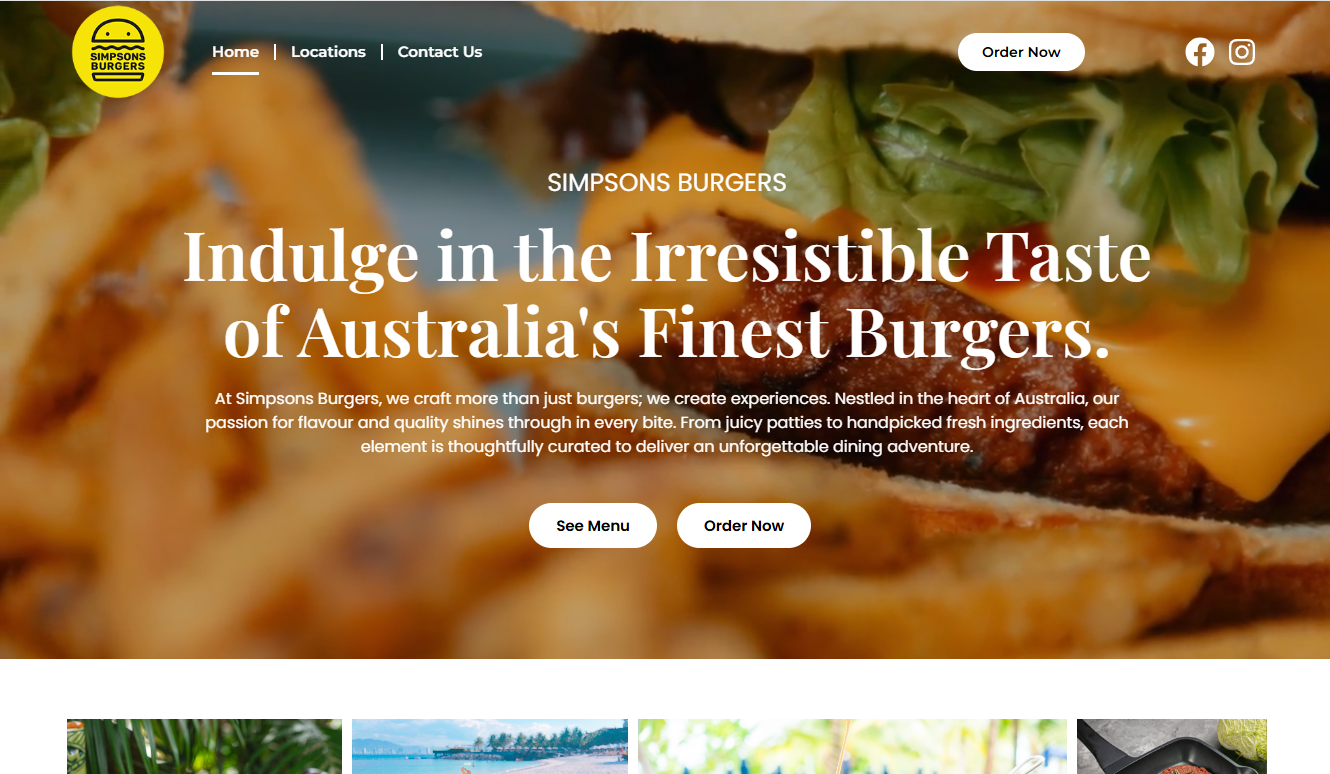 SIMPSONS
BURGERS
Home | Locations | Contact Us
Order Now
SIMPSONS BURGERS
Indulge in the Irresistible Taste
of Australia's Finest Burgers.
At Simpsons Burgers, we craft more than just burgers; we create experiences. Nestled in the heart of Australia, our
passion for flavour and quality shines through in every bite. From juicy patties to handpicked fresh ingredients, each
element is thoughtfully curated to deliver an unforgettable dining adventure.
See Menu
Order Now